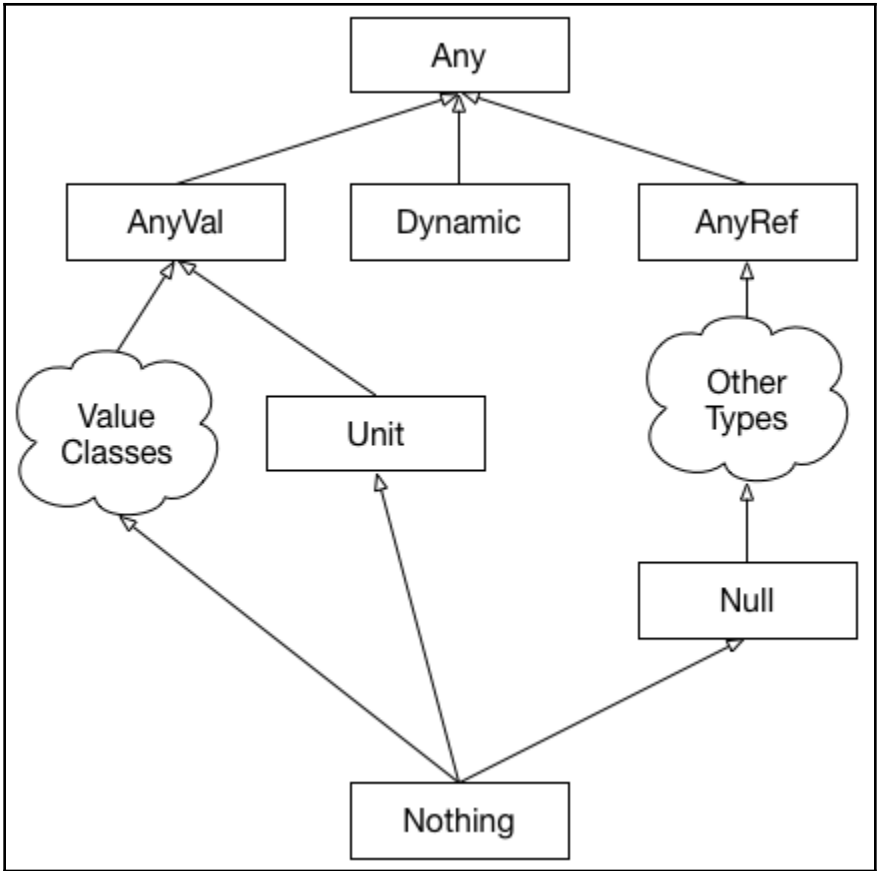 Any
AnyVal
Dynamic
AnyRef
Value
Classes
Unit
Other
Types
Null
Nothing